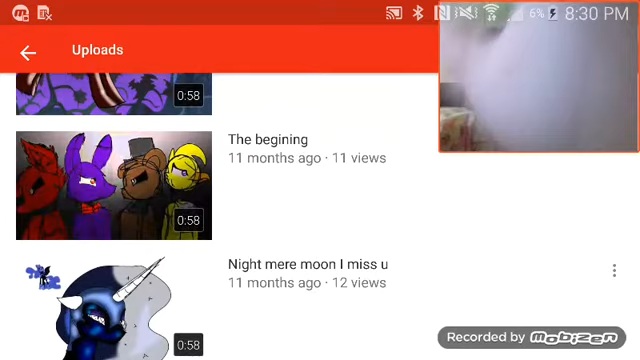 6% 8:30 PM
Uploads
0:58
The begining
11 months ago · 11 views
0:58
Night mere moon I miss u
11 months ago · 12 views
0:58
Recorded by Mobizen